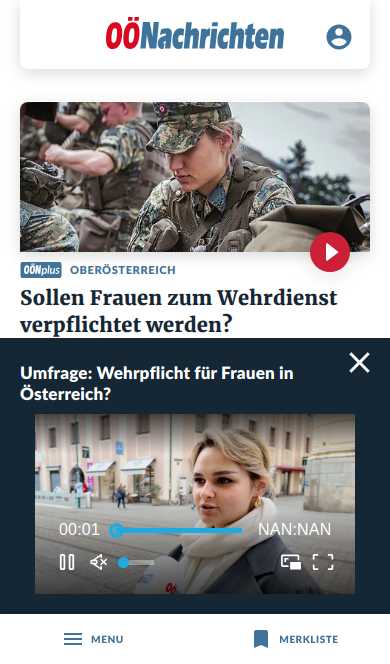 OÖNachrichten
OÖNplus OBERÖSTERREICH
Sollen Frauen zum Wehrdienst
verpflichtet werden?
Umfrage: Wehrpflicht für Frauen in
Österreich?
00:01 NAN:NAN
MENU MERKLISTE